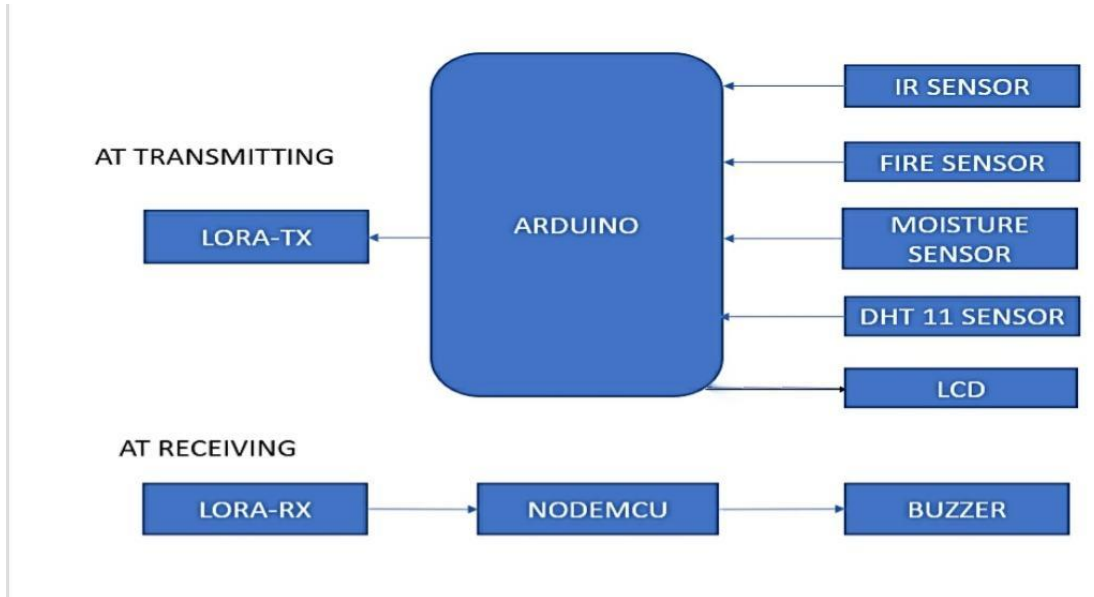 IR SENSOR
AT TRANSMITTING
FIRE SENSOR
LORA-TX
ARDUINO
MOISTURE
SENSOR
DHT 11 SENSOR
LCD
AT RECEIVING
LORA-RX
NODEMCU
BUZZER